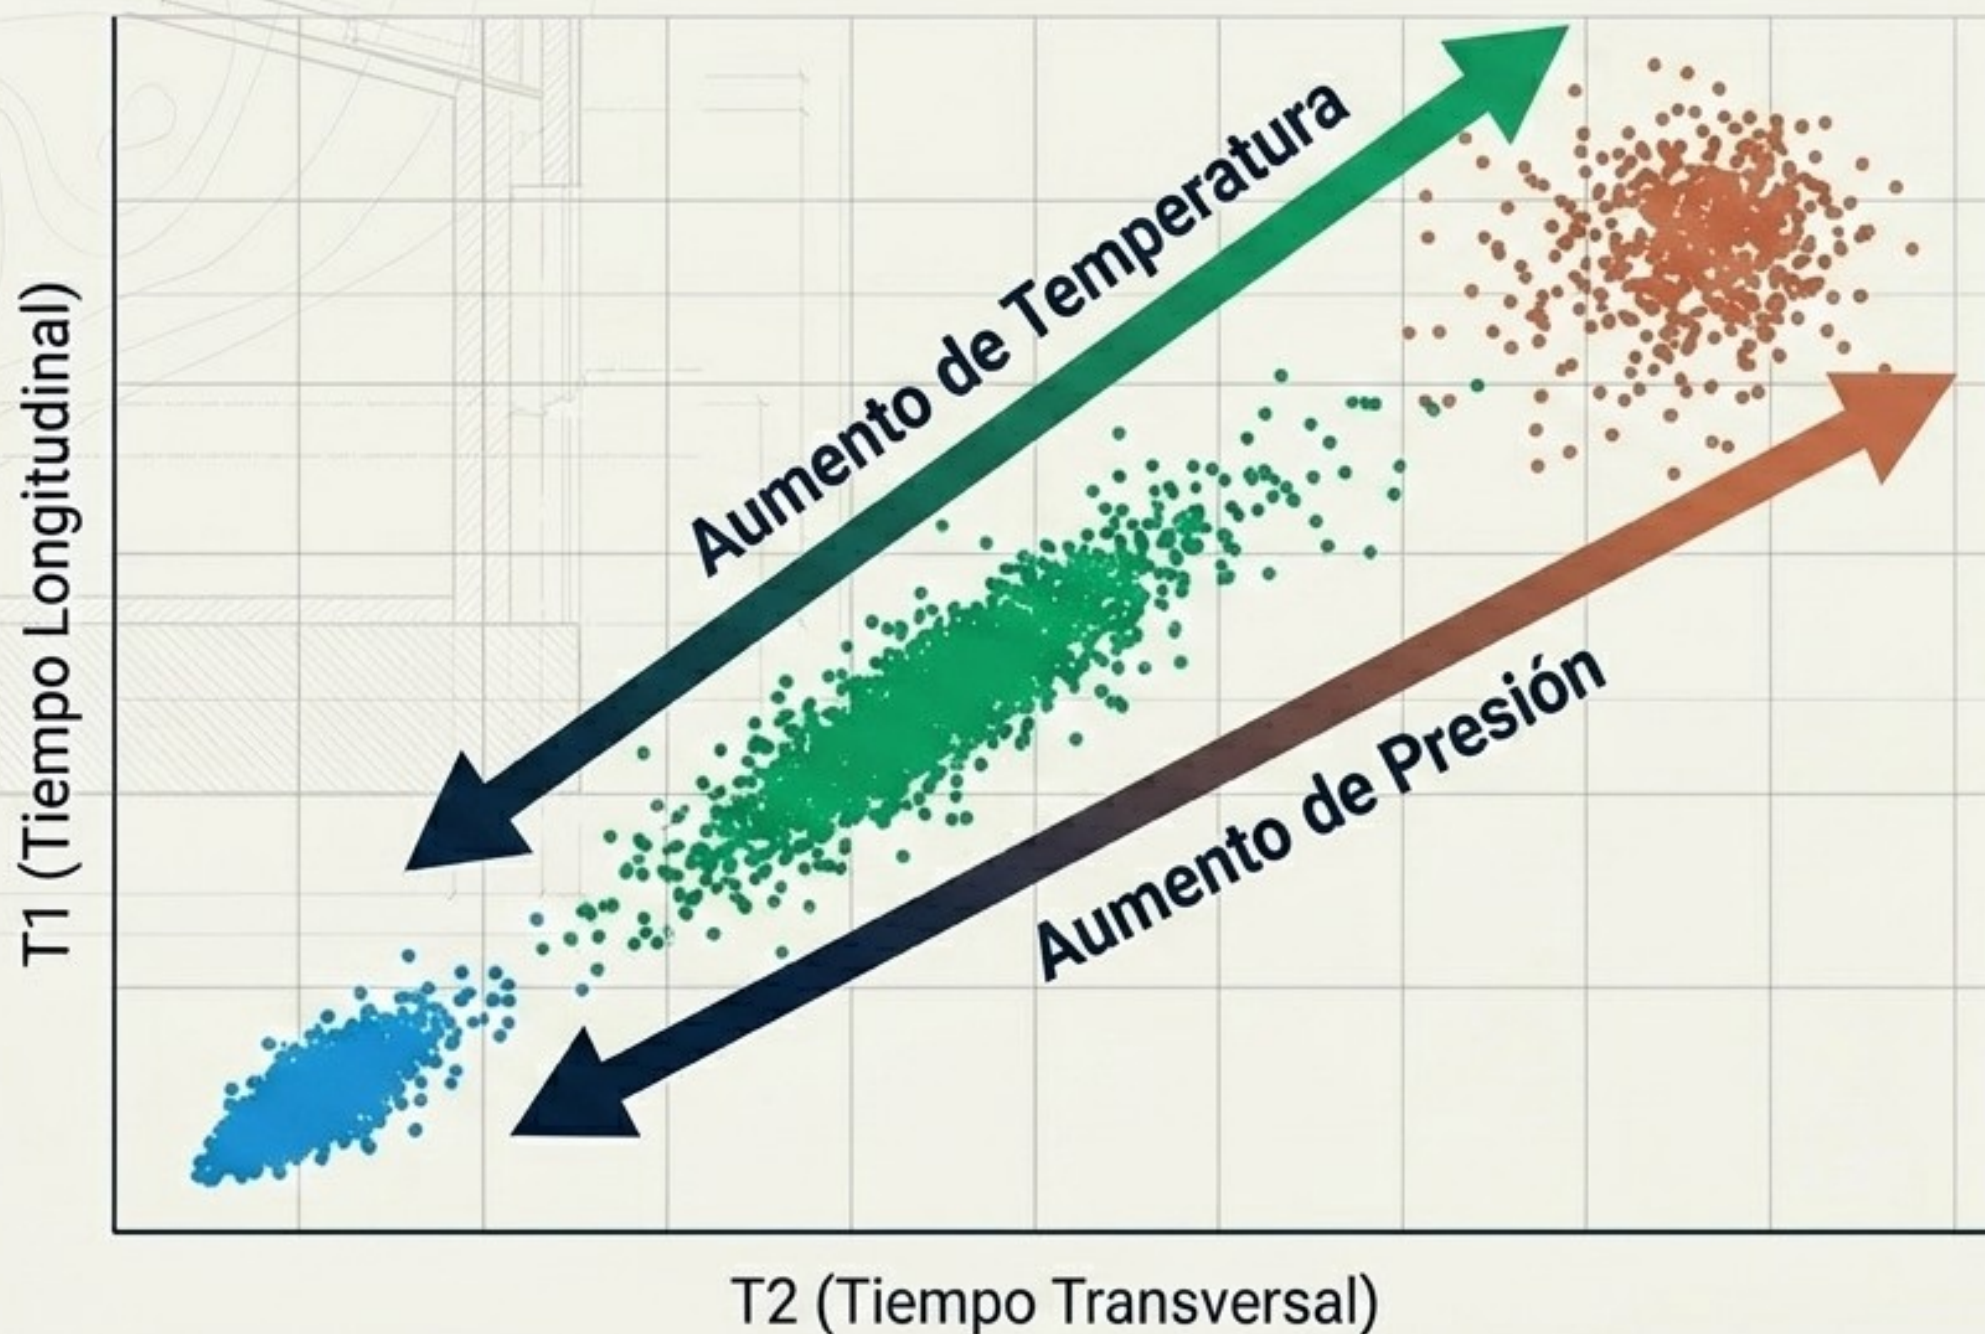 T1 (Tiempo Longitudinal)
Aumento de Temperatura
Aumento de Presión
T2 (Tiempo Transversal)